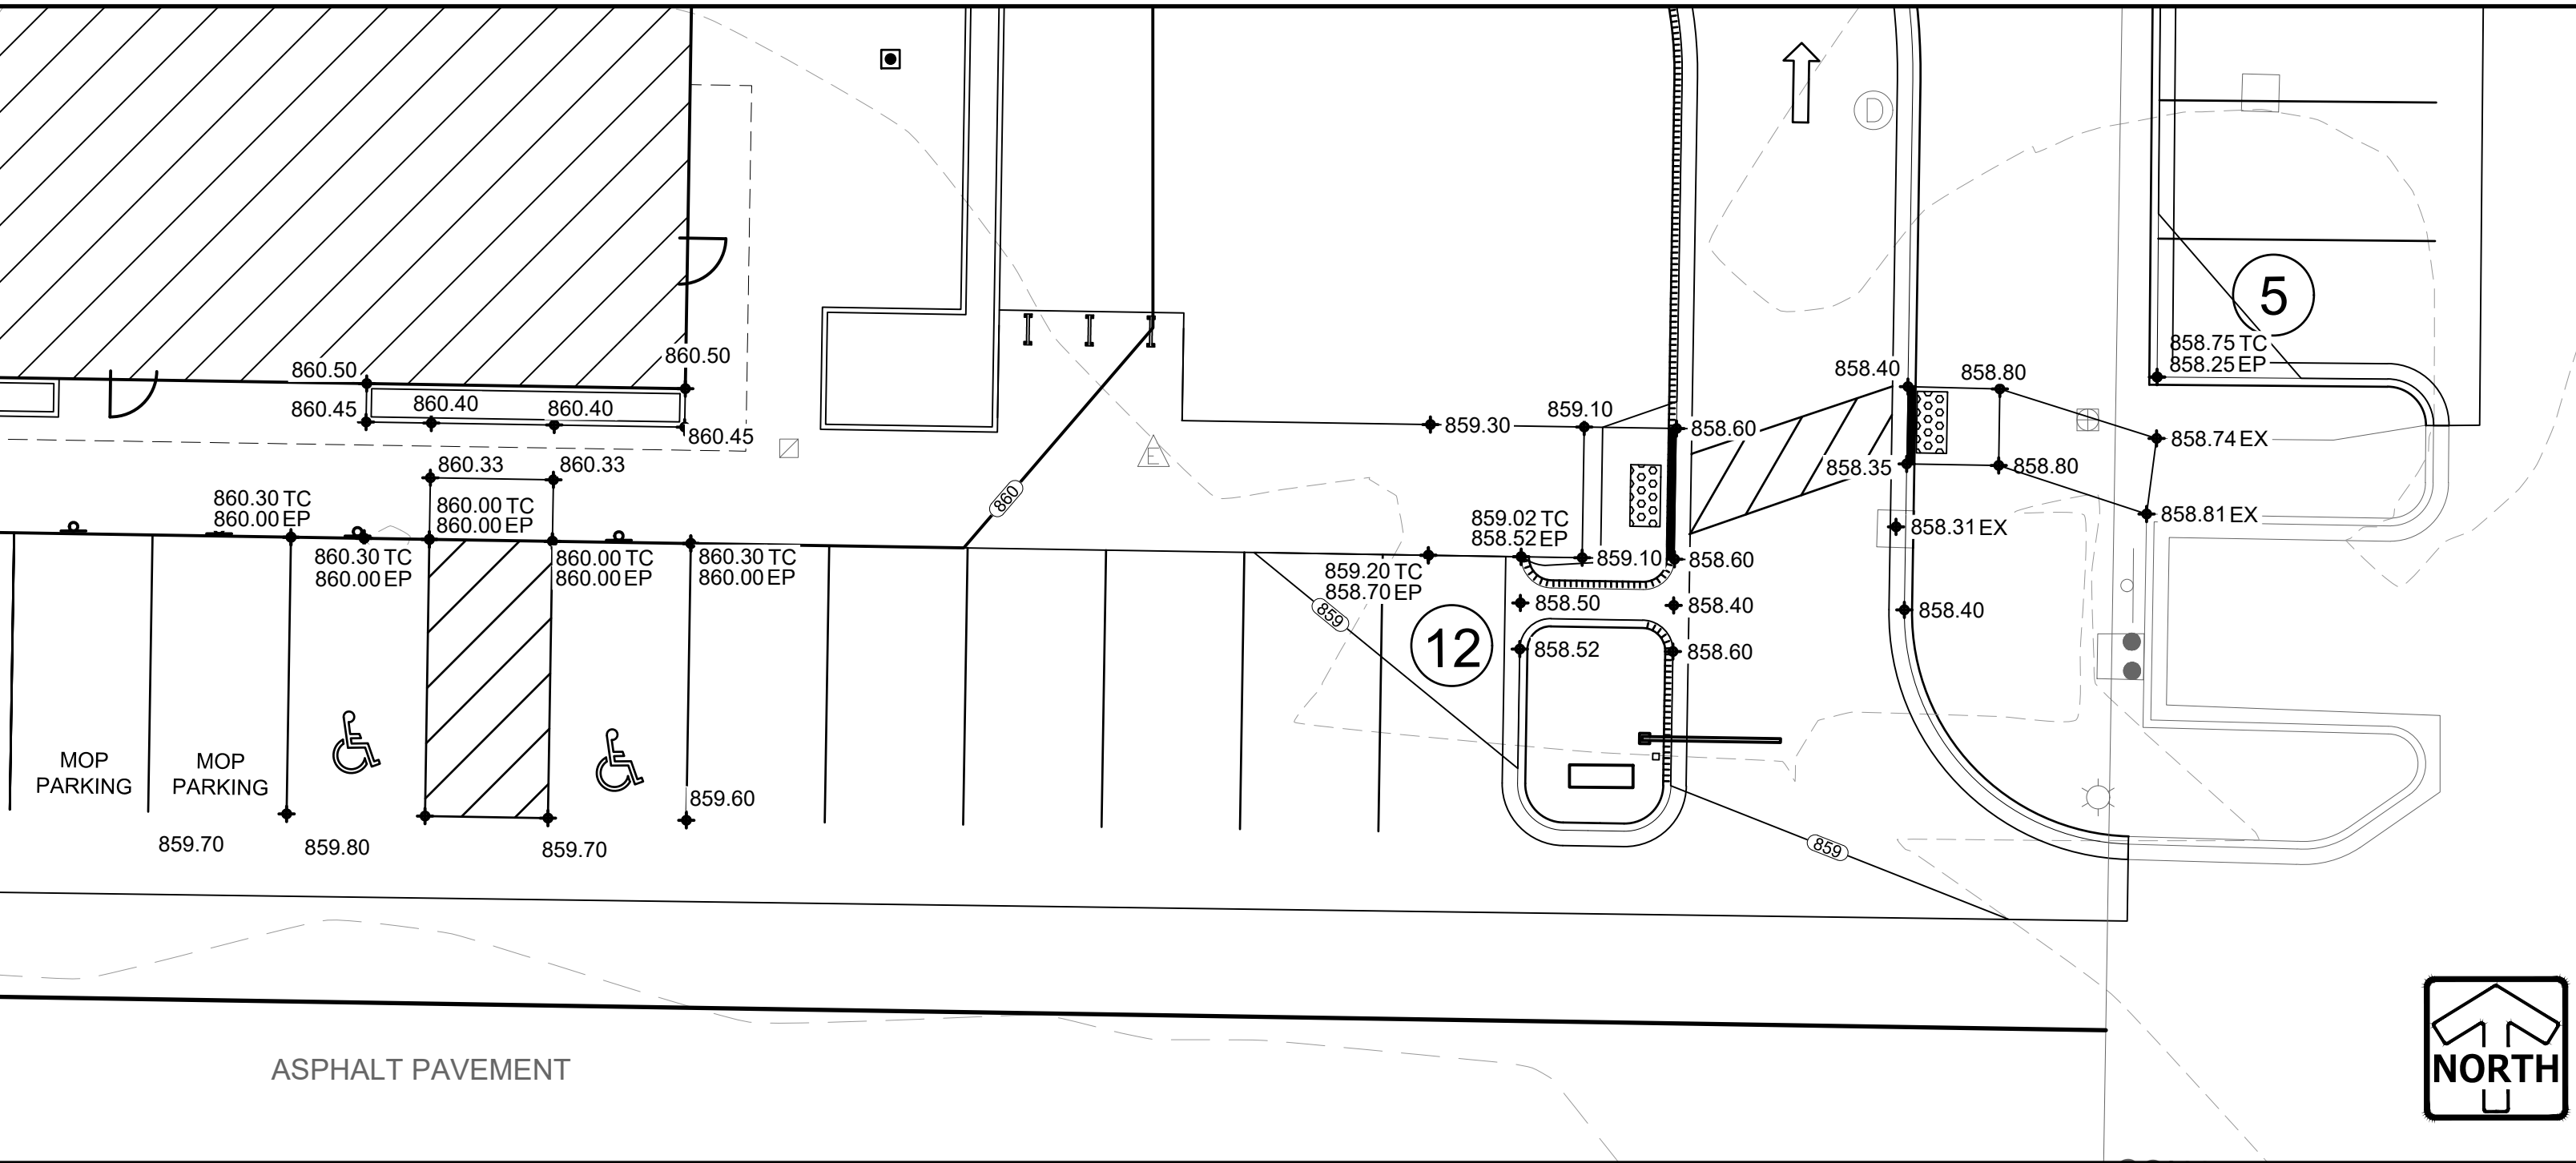 D
5
858.75 TC
858.25 EP
860.50
860.50
858.40
858.80
860.45
860.40
860.40
860.45
859.30
859.10
858.60
858.74 EX
860.33
860.33
E
858.35
858.80
860.30 TC
860.00 EP
860.00 TC
860.00 EP
860
859.02 TC
858.52 EP
858.81 EX
858.31 EX
860.30 TC
860.00 EP
860.00 TC
860.00 EP
860.30 TC
860.00 EP
859.10
858.60
859.20 TC
858.70 EP
859
858.50
858.40
858.40
12
858.52
858.60
MOP
PARKING
MOP
PARKING
859.60
859.70
859.80
859.70
859
ASPHALT PAVEMENT
NORTH